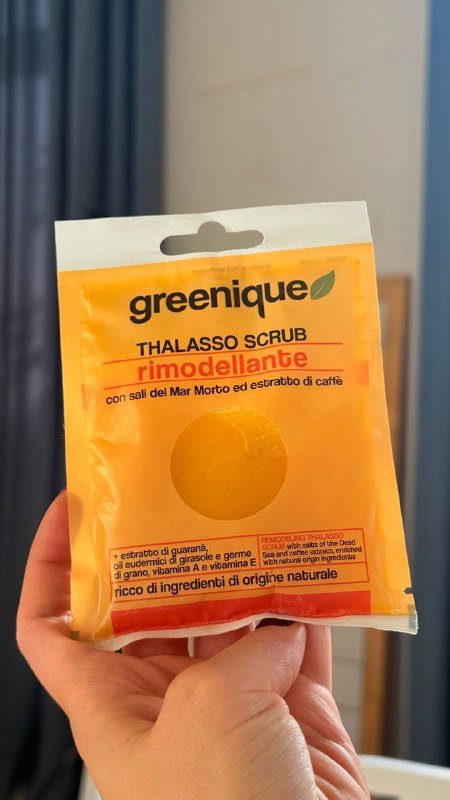 greenique
THALASSO SCRUB
rimodellante
con sali del Mar Morto ed estratto di caffè
+ estratto di guaranà,
oli eudermici di girasole e germe
di grano, vitamina A e vitamina E
REMODELING THALASSO
SCRUB with salts of the Dead
Sea and coffee extract, enriched
with natural origin ingredients
ricco di ingredienti di origine naturale